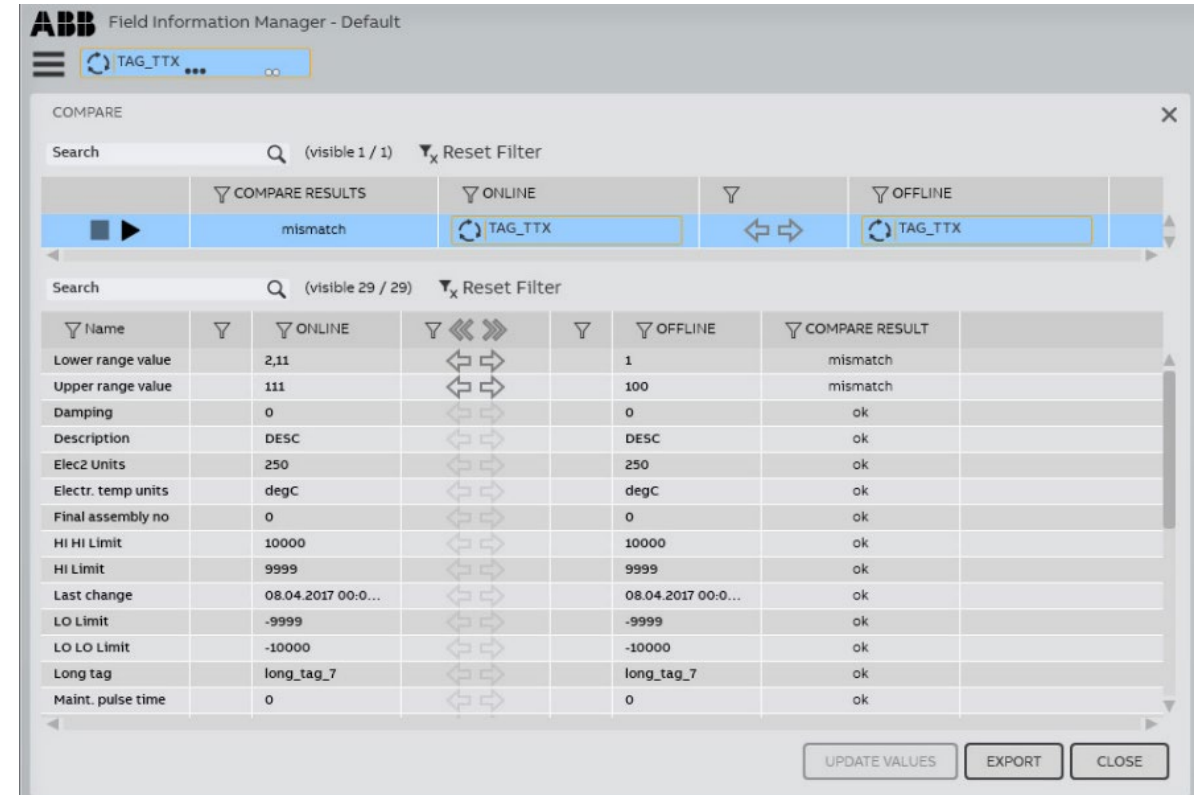 ABB Field Information Manager - Default
TAG_TTX
COMPARE
Search (visible 1 / 1) Reset Filter
COMPARE RESULTS ONLINE OFFLINE
mismatch TAG_TTX TAG_TTX
Search (visible 29 / 29) Reset Filter
Name ONLINE OFFLINE COMPARE RESULT
Lower range value 2,11 1 mismatch
Upper range value 111 100 mismatch
Damping 0 0 ok
Description DESC DESC ok
Elec2 Units 250 250 ok
Electr. temp units degC degC ok
Final assembly no 0 0 ok
HI HI Limit 10000 10000 ok
HI Limit 9999 9999 ok
Last change 08.04.2017 00:0... 08.04.2017 00:0... ok
LO Limit -9999 -9999 ok
LO LO Limit -10000 -10000 ok
Long tag long_tag_7 long_tag_7 ok
Maint. pulse time 0 0 ok
UPDATE VALUES EXPORT CLOSE